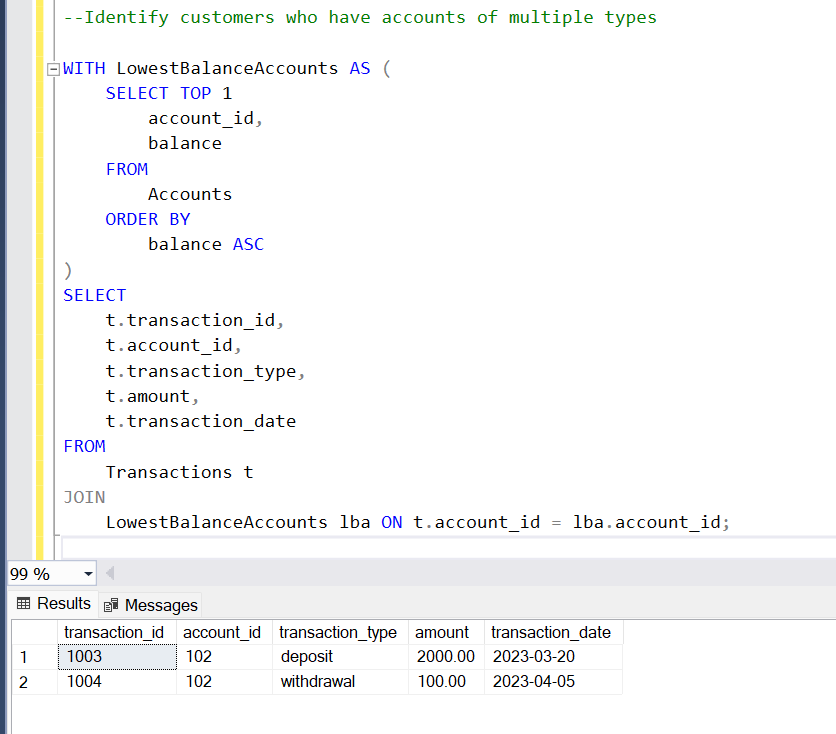 --Identify customers who have accounts of multiple types
WITH LowestBalanceAccounts AS (
SELECT TOP 1
account_id,
balance
FROM
Accounts
ORDER BY
balance ASC
)
SELECT
t.transaction_id,
t.account_id,
t.transaction_type,
t.amount,
t.transaction_date
FROM
Transactions t
JOIN
LowestBalanceAccounts lba ON t.account_id = lba.account_id;
99 %
Results Messages
transaction_id account_id transaction_type amount transaction_date
1 1003 102 deposit 2000.00 2023-03-20
2 1004 102 withdrawal 100.00 2023-04-05